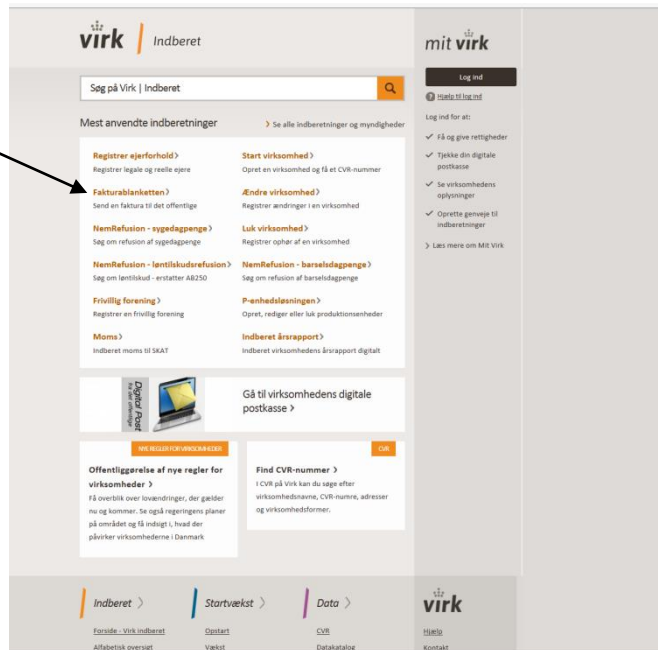 virk Indberet
Søg på Virk | Indberet
Mest anvendte indberetninger
> Se alle indberetninger og myndigheder
Registrer ejerforhold >
Registrer legale og reelle ejere
Start virksomhed >
Opret en virksomhed og få et CVR-nummer
Fakturablanketten >
Send en faktura til det offentlige
Ændre virksomhed >
Registrer ændringer i en virksomhed
NemRefusion - sygedagpenge >
Søg om refusion af sygedagpenge
Luk virksomhed >
Registrer ophør af en virksomhed
NemRefusion - løntilskudsrefusion >
Søg om løntilskud - erstatter AB250
NemRefusion - barselsdagpenge >
Søg om refusion af barselsdagpenge
Frivillig forening >
Registrer en frivillig forening
P-enhedsløsningen >
Opret, rediger eller luk produktionsenheder
Moms >
Indberet moms til SKAT
Indberet årsrapport >
Indberet virksomhedens årsrapport digitalt
Digital Post
fra det offentlige
Gå til virksomhedens digitale
postkasse >
NYE REGLER FOR VIRKSOMHEDER
Offentliggørelse af nye regler for
virksomheder >
Få overblik over lovændringer, der gælder
nu og kommer. Se også regeringens planer
på området og få indsigt i, hvad der
påvirker virksomhederne i Danmark
CVR
Find CVR-nummer >
I CVR på Virk kan du søge efter
virksomhedsnavne, CVR-numre, adresser
og virksomhedsformer.
mit virk
Log ind
? Hjælp til log ind
Log ind for at:
✓ Få og give rettigheder
✓ Tjekke din digitale
postkasse
✓ Se virksomhedens
oplysninger
✓ Oprette genveje til
indberetninger
> Læs mere om Mit Virk
Indberet >
Forside - Virk Indberet
Alfabetisk oversigt
Startvækst >
Opstart
Vækst
Data >
CVR
Datakatalog
virk
Hjælp
Kontakt